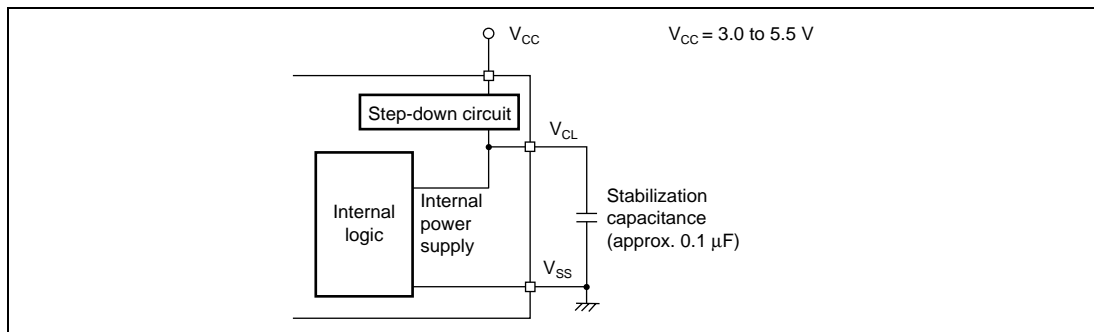 V_CC
V_CC = 3.0 to 5.5 V
Step-down circuit
V_CL
Internal
logic
Internal
power
supply
Stabilization
capacitance
(approx. 0.1 μF)
V_SS